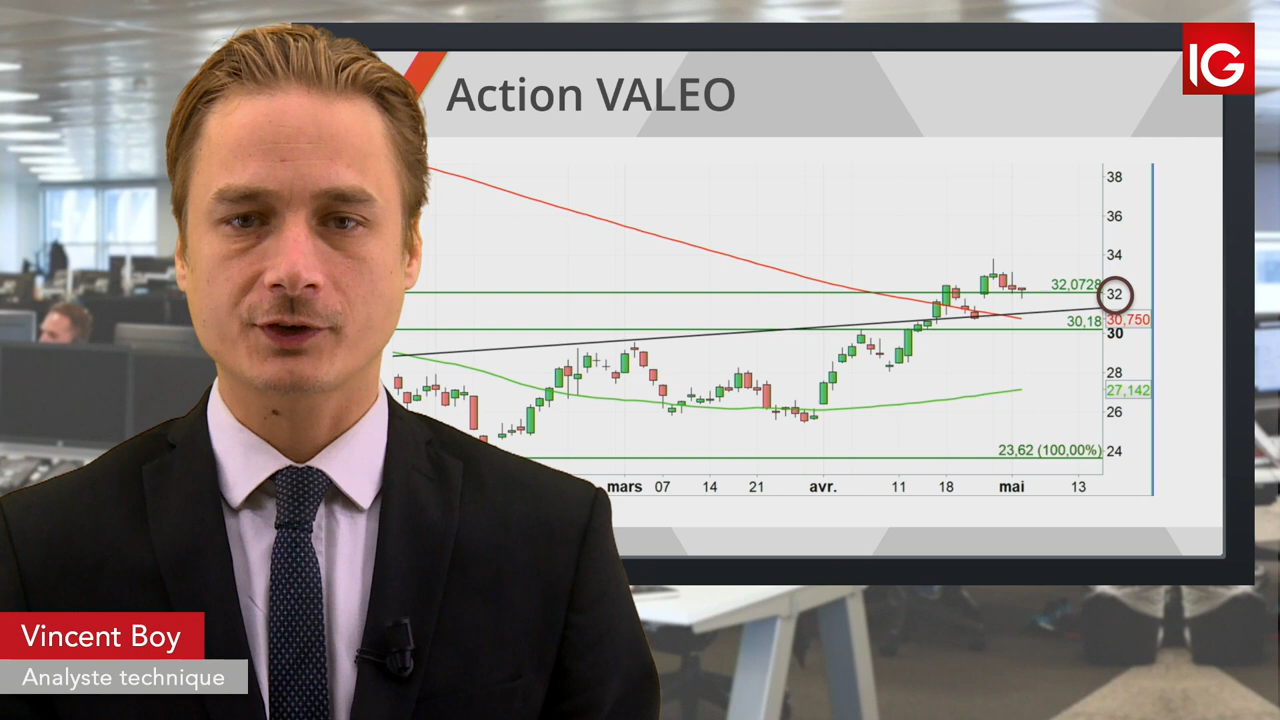 IG
Action VALEO
38
36
34
32,0728
32
30,18
30,750
30
28
27,142
26
23,62 (100,00%)
24
mars 07 14 21 avr. 11 18 mai 13
Vincent Boy
Analyste technique